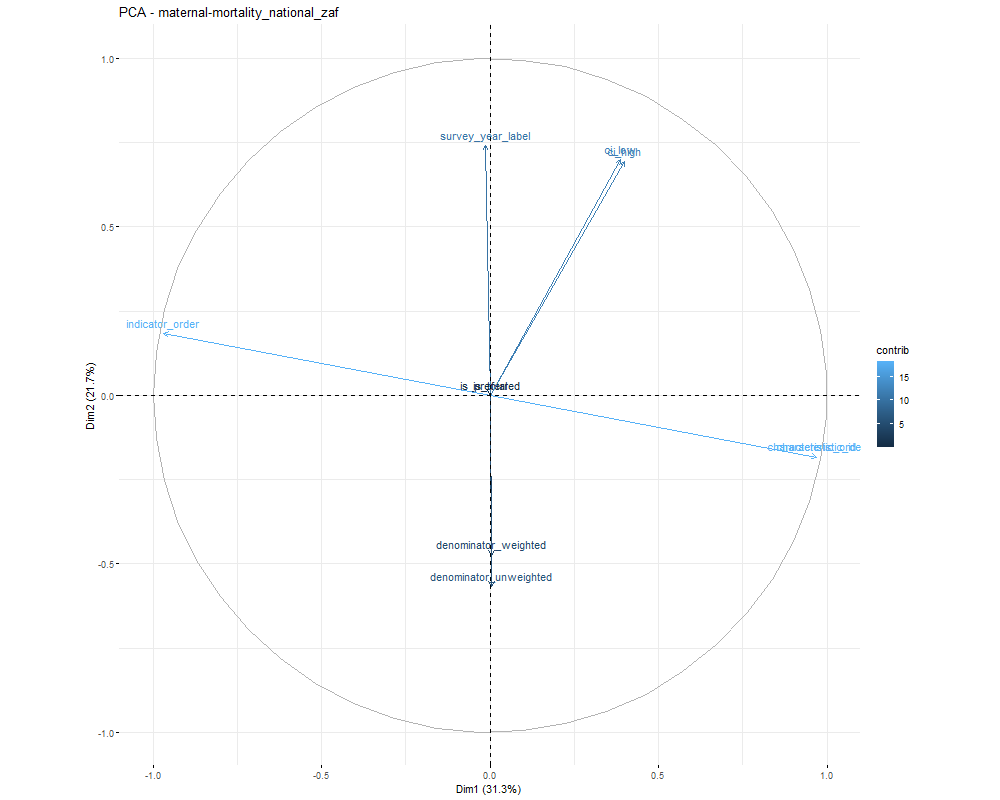 PCA - maternal-mortality_national_zaf
1.0
survey_year_label
ci_low
ci_high
0.5
indicator_order
contrib
15
10
5
is_preferred
0.0
Dim2 (21.7%)
denominator_weighted
-0.5
denominator_unweighted
-1.0
-1.0
-0.5
0.0
0.5
1.0
Dim1 (31.3%)